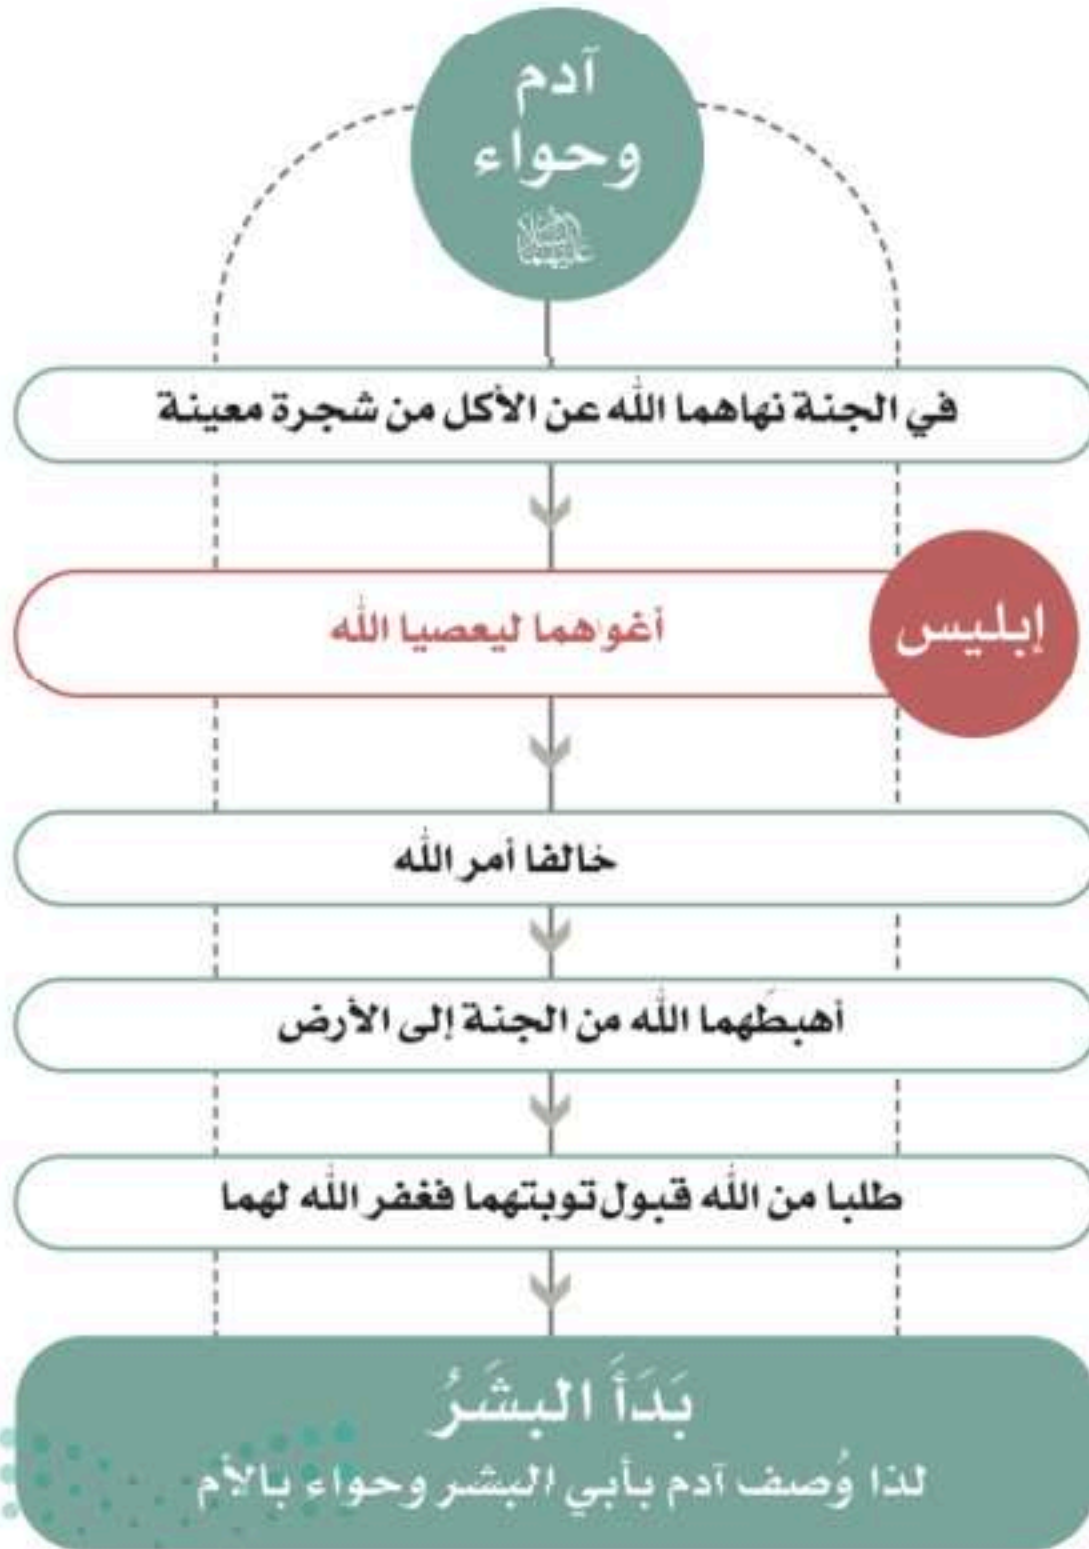 آدم
وحواء
عليهما السلام
في الجنة نهاهما الله عن الأكل من شجرة معينة
إبليس
أغواهما ليعصيا الله
خالفا أمر الله
أهبطَهما الله من الجنة إلى الأرض
طلبا من الله قبول توبتهما فغفر الله لهما
بَدَأَ البشَرُ
لذا وُصف آدم بأبي البشر وحواء بالأم